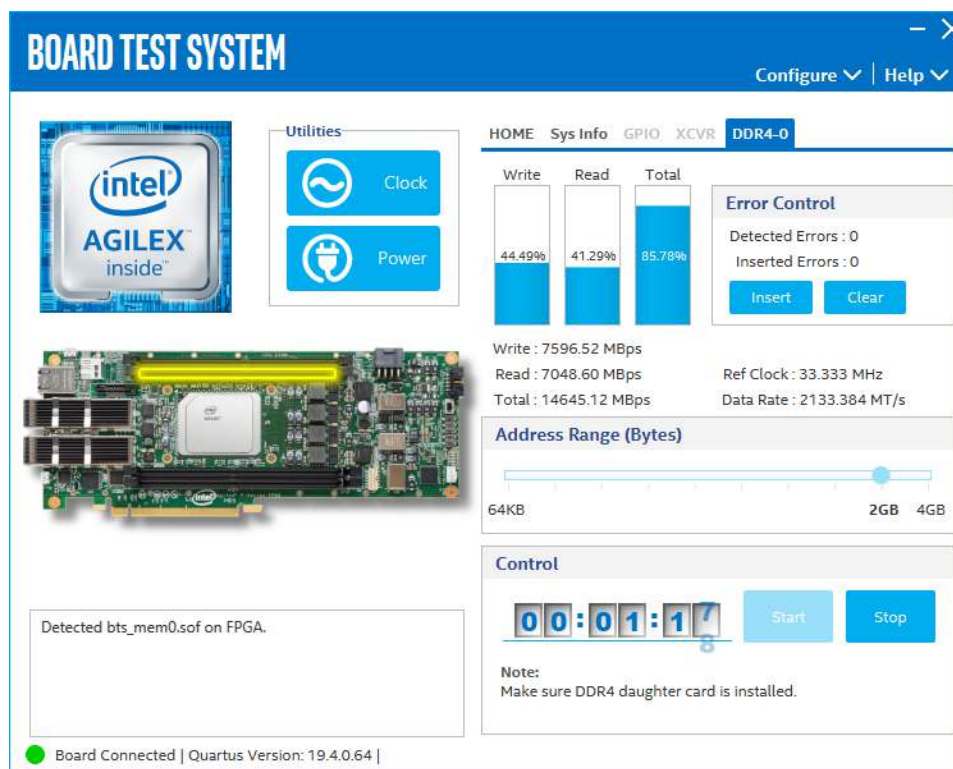 BOARD TEST SYSTEM
Configure | Help
intel
AGILEX™
inside™
Utilities
Clock
Power
HOME Sys Info GPIO XCVR DDR4-0
Write Read Total
44.49% 41.29% 85.78%
Error Control
Detected Errors : 0
Inserted Errors : 0
Insert Clear
Write : 7596.52 MBps
Read : 7048.60 MBps
Total : 14645.12 MBps
Ref Clock : 33.333 MHz
Data Rate : 2133.384 MT/s
Address Range (Bytes)
64KB 2GB 4GB
Control
00:01:17
8
Start Stop
Note:
Make sure DDR4 daughter card is installed.
intel
Detected bts_mem0.sof on FPGA.
Board Connected | Quartus Version: 19.4.0.64 |